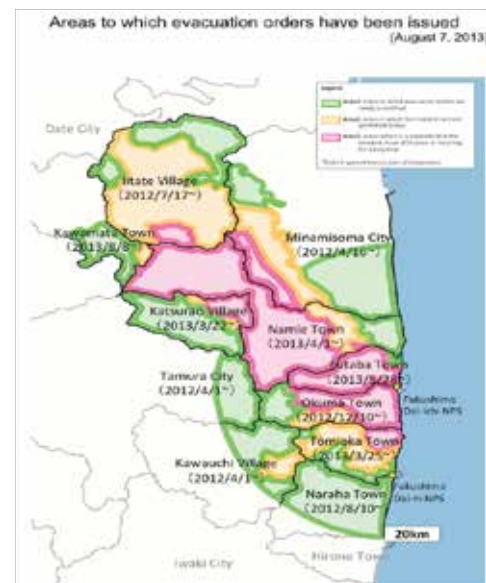 Areas to which evacuation orders have been issued
(August 7, 2013)
Legend
Date City
Iitate Village
(2012/7/17~)
Kawamata Town
(2013/8/8~)
Minamisoma City
(2012/4/16~)
Katsurao Village
(2013/3/22~)
Namie Town
(2013/4/1~)
Futaba Town
(2013/5/28~)
Tamura City
(2012/4/1~)
Okuma Town
(2012/12/10~)
Fukushima
Dai-ichi NPS
Tomioka Town
(2013/3/25~)
Kawauchi Village
(2012/4/1~)
Fukushima
Dai-ni NPS
Naraha Town
(2012/8/10~)
20km
Iwaki City
Hirono Town